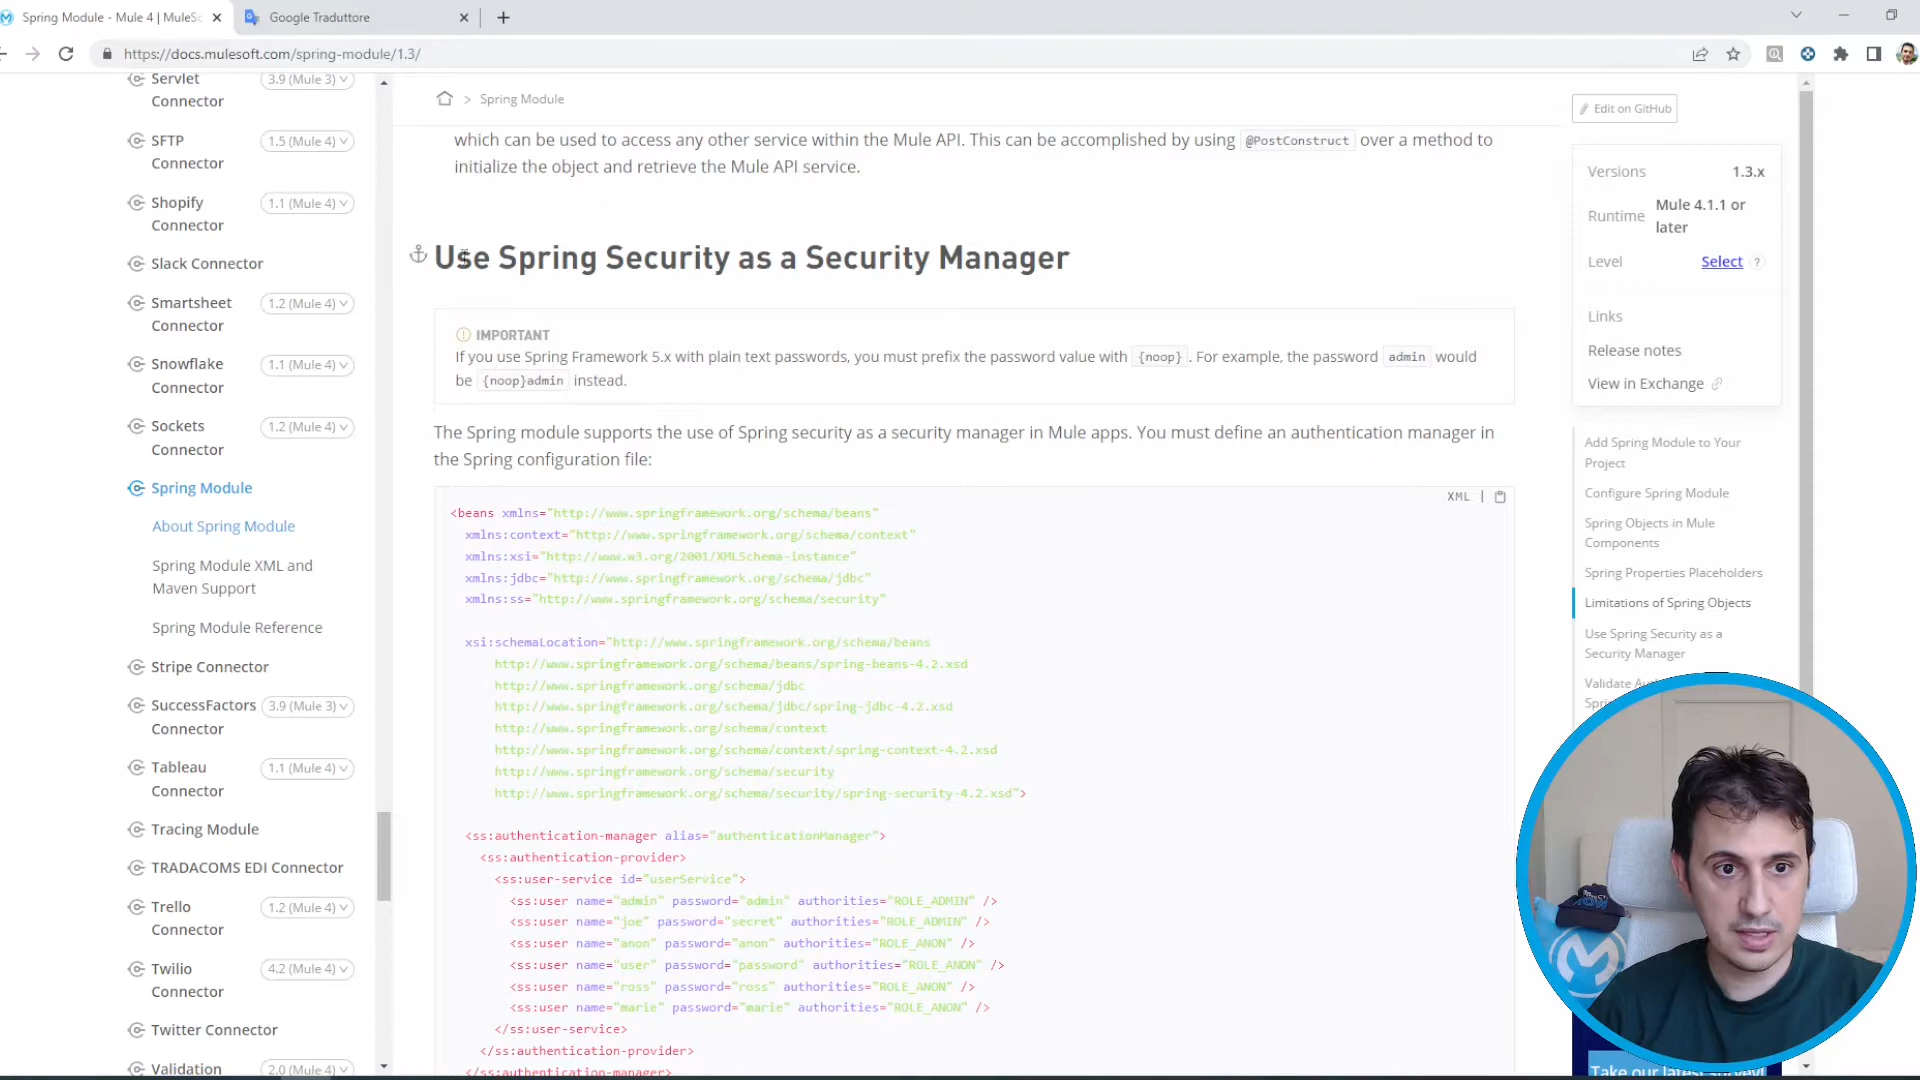 Spring Module - Mule 4 | MuleSo
Google Traduttore
https://docs.mulesoft.com/spring-module/1.3/
Servlet Connector 3.9 (Mule 3)
SFTP Connector 1.5 (Mule 4)
Shopify Connector 1.1 (Mule 4)
Slack Connector
Smartsheet Connector 1.2 (Mule 4)
Snowflake Connector 1.1 (Mule 4)
Sockets Connector 1.2 (Mule 4)
Spring Module
About Spring Module
Spring Module XML and
Maven Support
Spring Module Reference
Stripe Connector
SuccessFactors Connector 3.9 (Mule 3)
Tableau Connector 1.1 (Mule 4)
Tracing Module
TRADACOMS EDI Connector
Trello Connector 1.2 (Mule 4)
Twilio Connector 4.2 (Mule 4)
Twitter Connector
Validation 2.0 (Mule 4)
> Spring Module
which can be used to access any other service within the Mule API. This can be accomplished by using @PostConstruct over a method to
initialize the object and retrieve the Mule API service.
Use Spring Security as a Security Manager
IMPORTANT
If you use Spring Framework 5.x with plain text passwords, you must prefix the password value with {noop}. For example, the password admin would
be {noop}admin instead.
The Spring module supports the use of Spring security as a security manager in Mule apps. You must define an authentication manager in
the Spring configuration file:
XML |
<beans xmlns="http://www.springframework.org/schema/beans"
xmlns:context="http://www.springframework.org/schema/context"
xmlns:xsi="http://www.w3.org/2001/XMLSchema-instance"
xmlns:jdbc="http://www.springframework.org/schema/jdbc"
xmlns:ss="http://www.springframework.org/schema/security"
xsi:schemaLocation="http://www.springframework.org/schema/beans
http://www.springframework.org/schema/beans/spring-beans-4.2.xsd
http://www.springframework.org/schema/jdbc
http://www.springframework.org/schema/jdbc/spring-jdbc-4.2.xsd
http://www.springframework.org/schema/context
http://www.springframework.org/schema/context/spring-context-4.2.xsd
http://www.springframework.org/schema/security
http://www.springframework.org/schema/security/spring-security-4.2.xsd">
<ss:authentication-manager alias="authenticationManager">
<ss:authentication-provider>
<ss:user-service id="userService">
<ss:user name="admin" password="admin" authorities="ROLE_ADMIN" />
<ss:user name="joe" password="secret" authorities="ROLE_ADMIN" />
<ss:user name="anon" password="anon" authorities="ROLE_ANON" />
<ss:user name="user" password="password" authorities="ROLE_ANON" />
<ss:user name="ross" password="ross" authorities="ROLE_ANON" />
<ss:user name="marie" password="marie" authorities="ROLE_ANON" />
</ss:user-service>
</ss:authentication-provider>
</ss:authentication-manager>
Edit on GitHub
Versions 1.3.x
Runtime Mule 4.1.1 or later
Level Select ?
Links
Release notes
View in Exchange
Add Spring Module to Your
Project
Configure Spring Module
Spring Objects in Mule
Components
Spring Properties Placeholders
Limitations of Spring Objects
Use Spring Security as a
Security Manager
Validate
Take our latest survey!